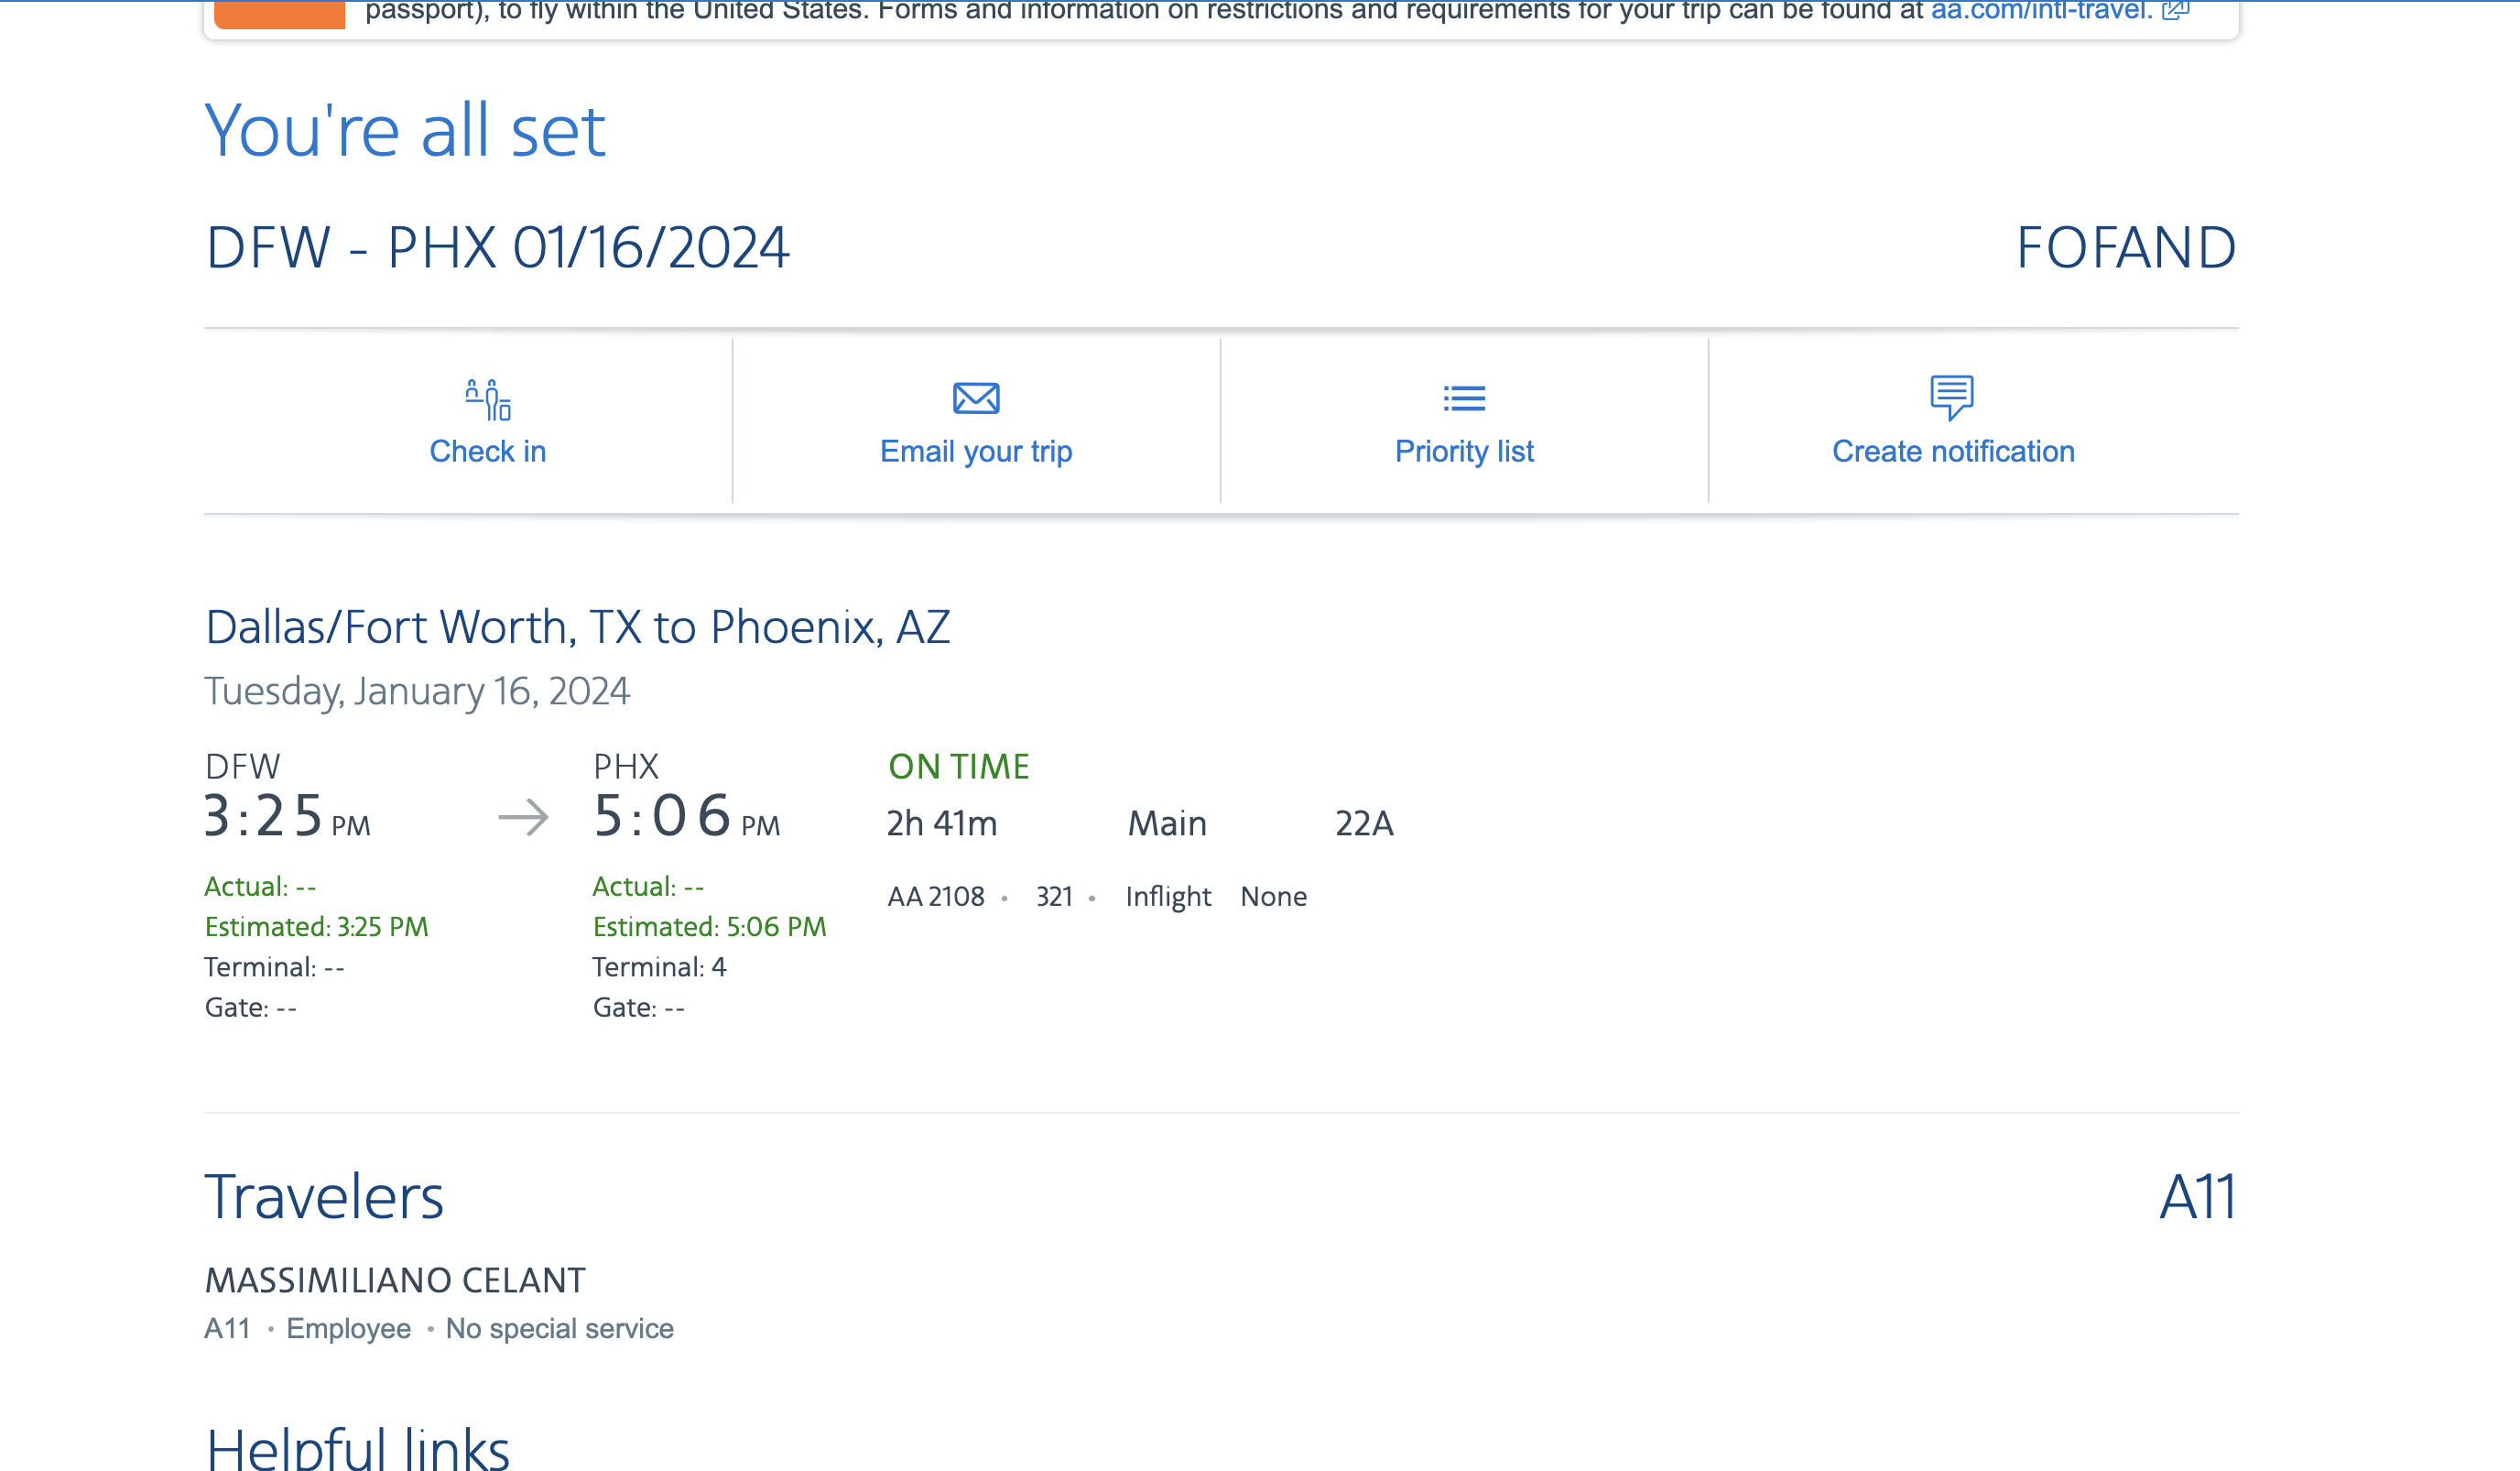 passport), to fly within the United States. Forms and information on restrictions and requirements for your trip can be found at aa.com/intl-travel.
You're all set
DFW - PHX 01/16/2024 FOFAND
Check in Email your trip Priority list Create notification
Dallas/Fort Worth, TX to Phoenix, AZ
Tuesday, January 16, 2024
DFW PHX ON TIME
3:25 PM 5:06 PM 2h 41m Main 22A
Actual: -- Actual: -- AA 2108 • 321 • Inflight None
Estimated: 3:25 PM Estimated: 5:06 PM
Terminal: -- Terminal: 4
Gate: -- Gate: --
Travelers A11
MASSIMILIANO CELANT
A11 • Employee • No special service
Helpful links